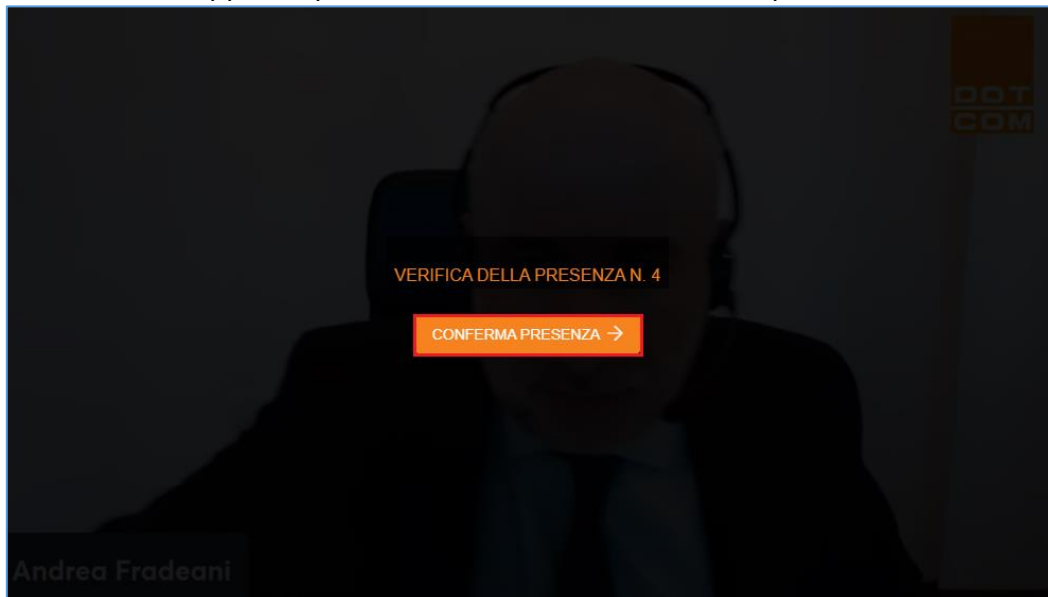 DOT
COM
VERIFICA DELLA PRESENZA N. 4
CONFERMA PRESENZA →
Andrea Fradeani